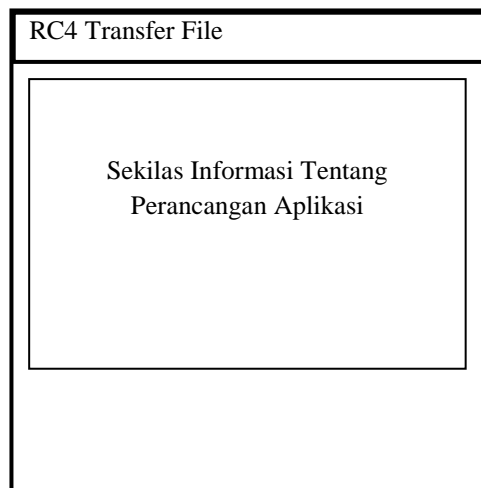 RC4 Transfer File
Sekilas Informasi Tentang
Perancangan Aplikasi